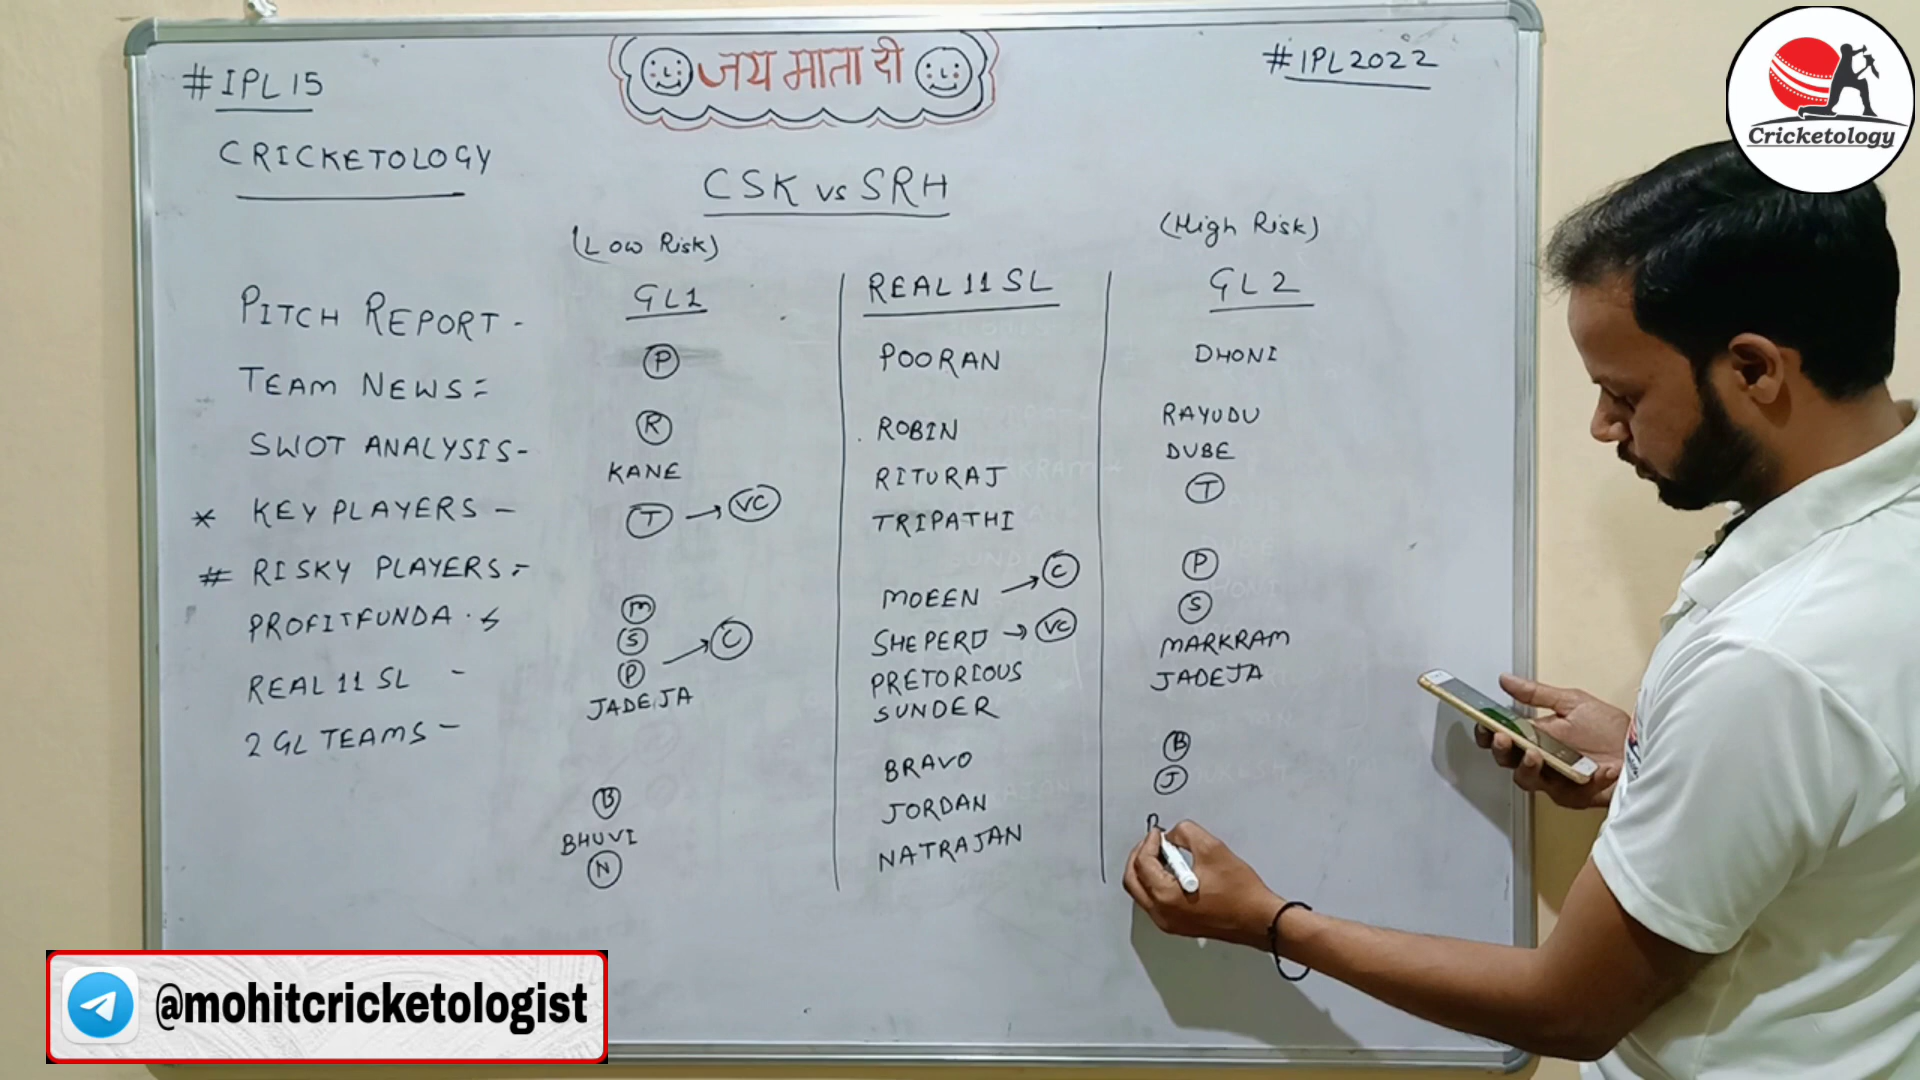 # IPL 15
जय माता दी
# IPL 2022
Cricketology
CRICKETOLOGY
CSK vs SRH
PITCH REPORT -
TEAM NEWS =
SWOT ANALYSIS -
* KEY PLAYERS -
# RISKY PLAYERS =
PROFITFUNDA
REAL 11 SL -
2 GL TEAMS -
(Low Risk)
GL1
P
R
KANE
T → VC
M
S
P → C
JADEJA
B
BHUVI
N
REAL 11 SL
POORAN
ROBIN
RITURAJ
TRIPATHI
MOEEN → C
SHEPERD → VC
PRETORIOUS
SUNDER
BRAVO
JORDAN
NATRAJAN
(High Risk)
GL2
DHONI
RAYUDU
DUBE
T
P
S
MARKRAM
JADEJA
B
J
@mohitcricketologist